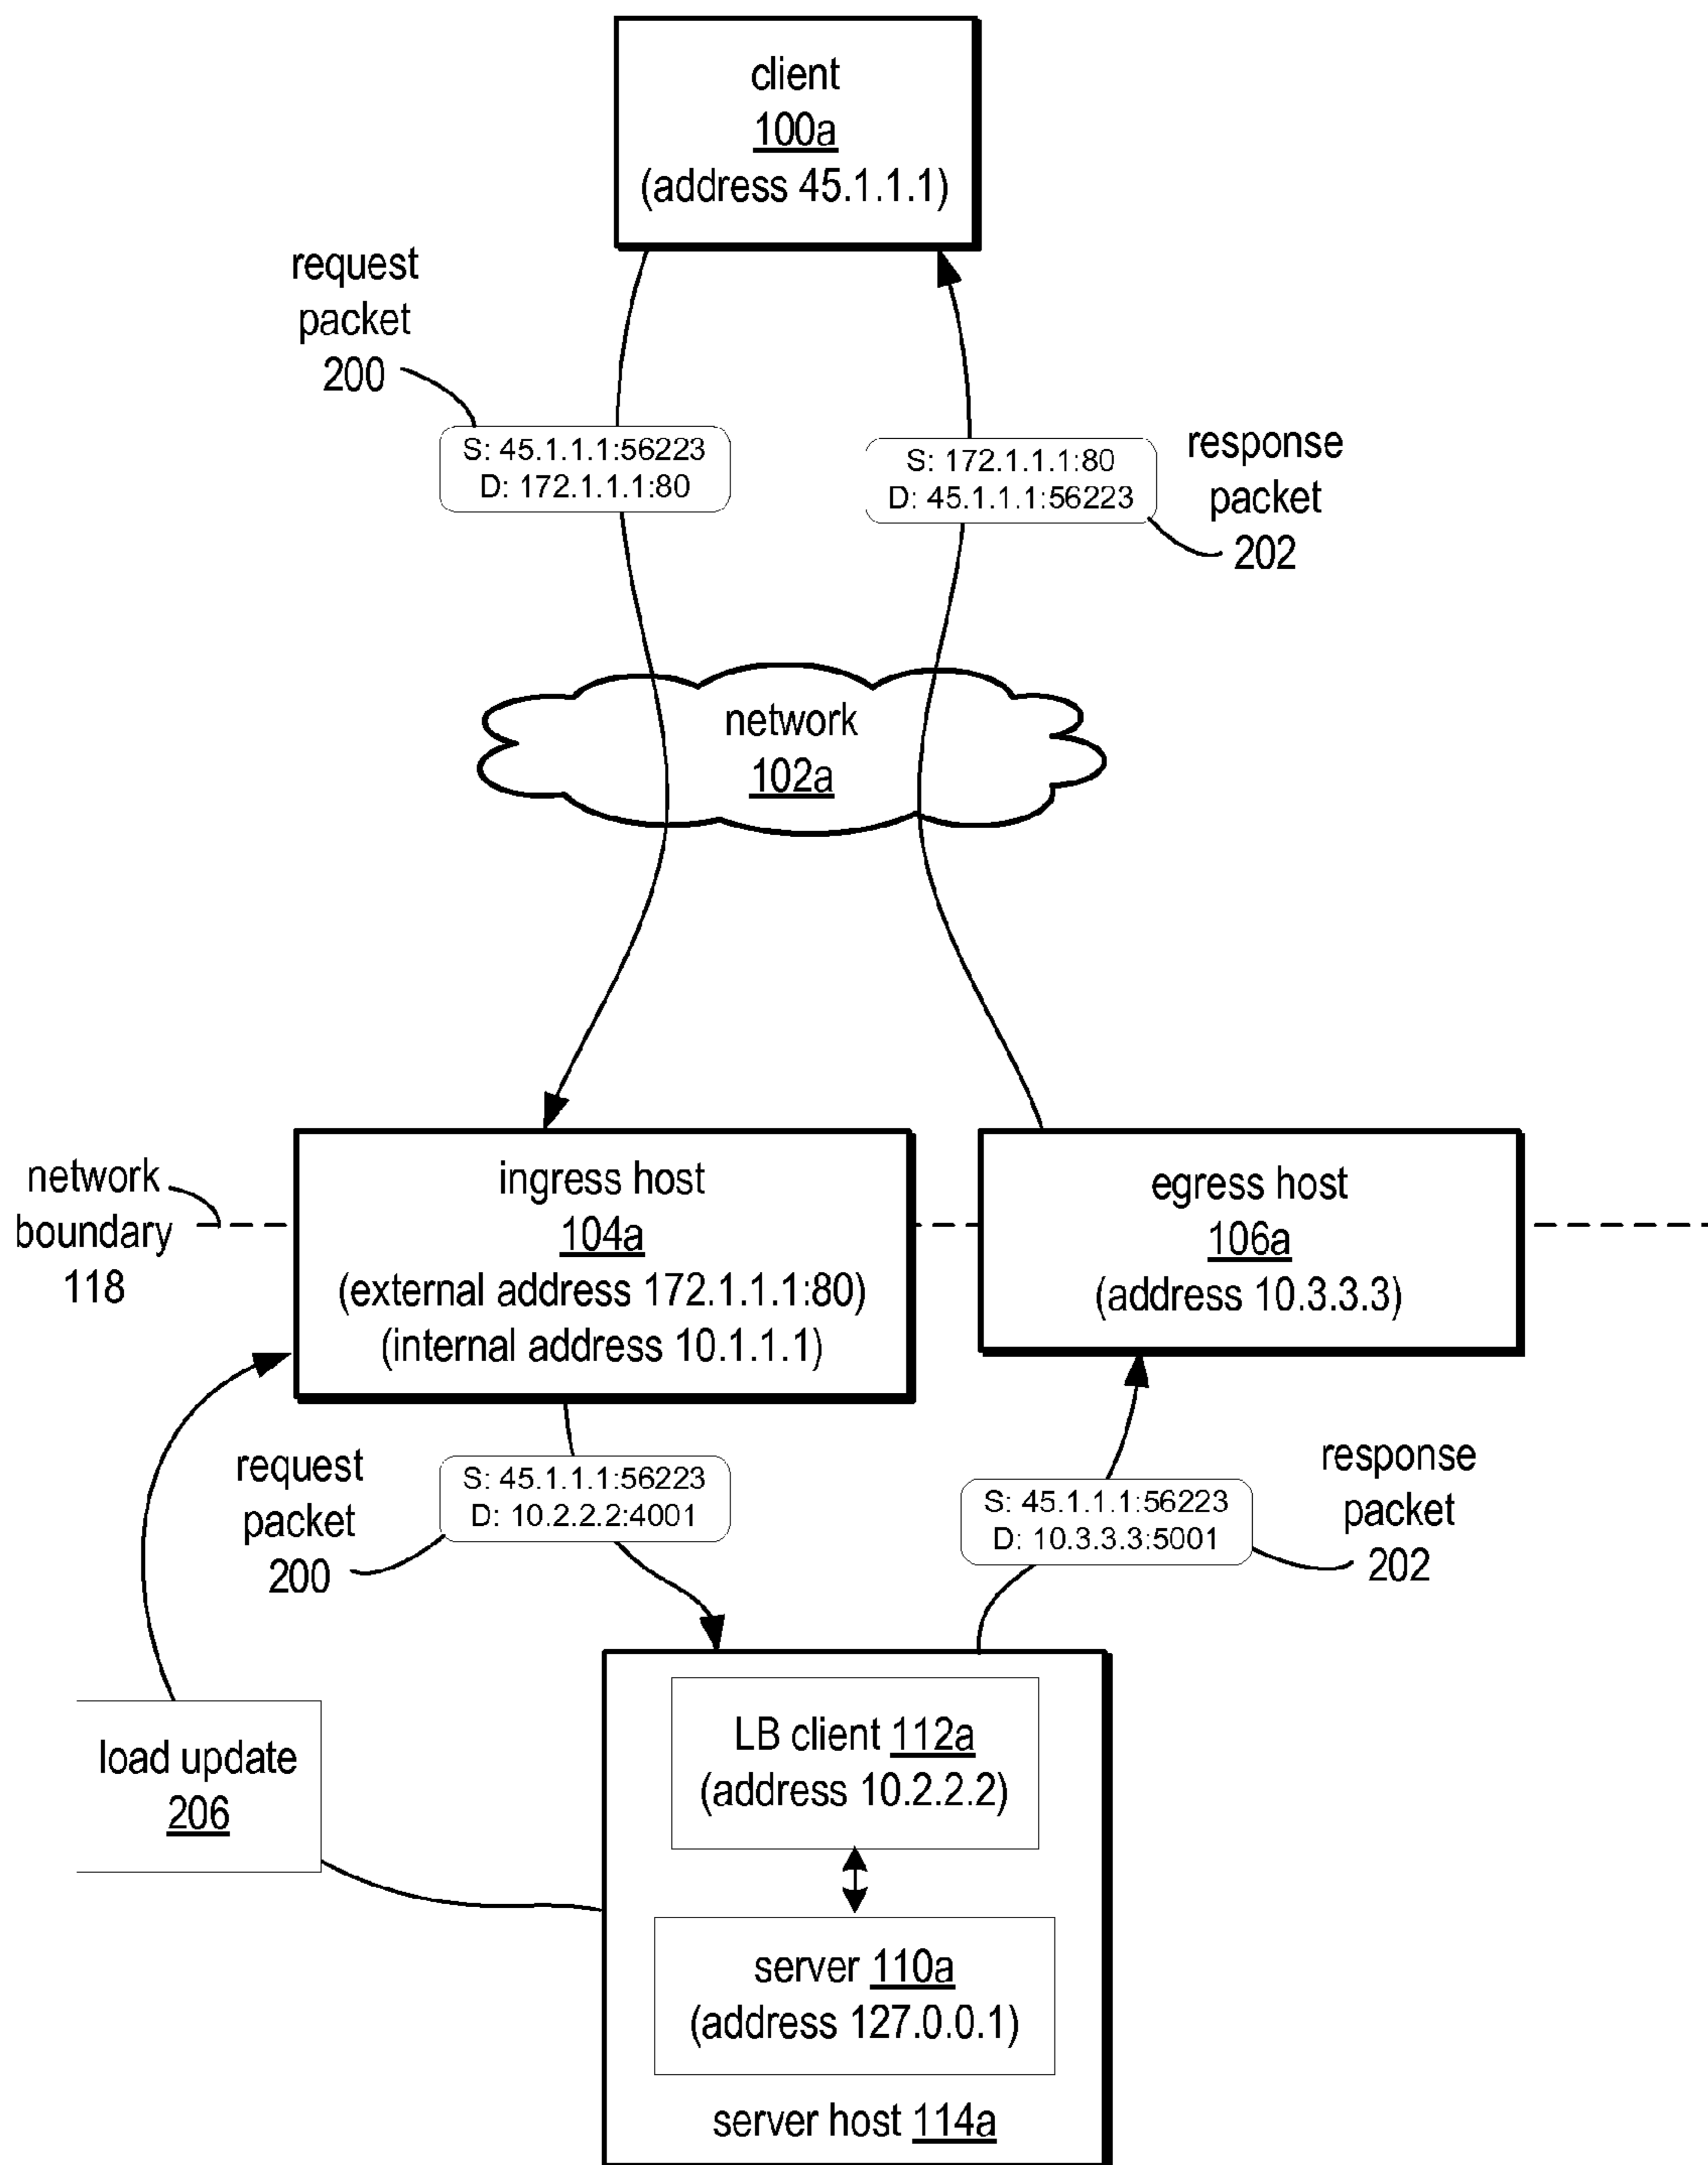 client
100a
(address 45.1.1.1)
request
packet
200
S: 45.1.1.1:56223
D: 172.1.1.1:80
S: 172.1.1.1:80
D: 45.1.1.1:56223
response
packet
202
network
102a
network
boundary
118
ingress host
104a
(external address 172.1.1.1:80)
(internal address 10.1.1.1)
egress host
106a
(address 10.3.3.3)
request
packet
200
S: 45.1.1.1:56223
D: 10.2.2.2:4001
S: 45.1.1.1:56223
D: 10.3.3.3:5001
response
packet
202
load update
206
LB client 112a
(address 10.2.2.2)
server 110a
(address 127.0.0.1)
server host 114a